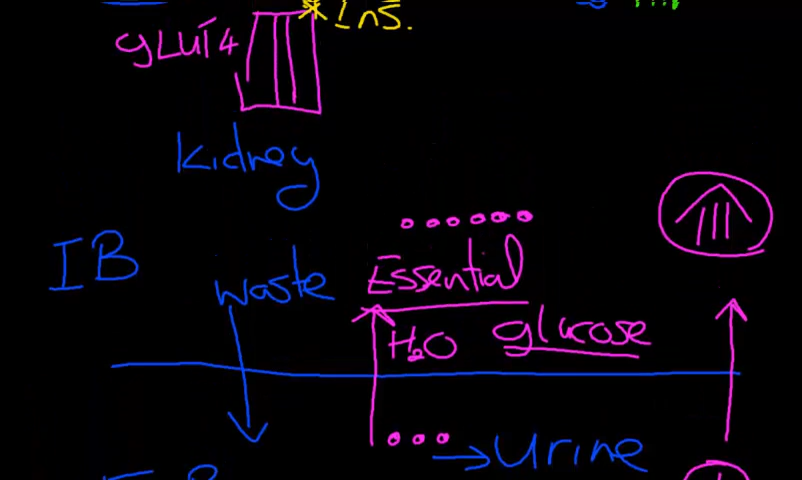 Ins.
gLUT4
kidney
IB
waste
Essential
H₂O glucose
Urine